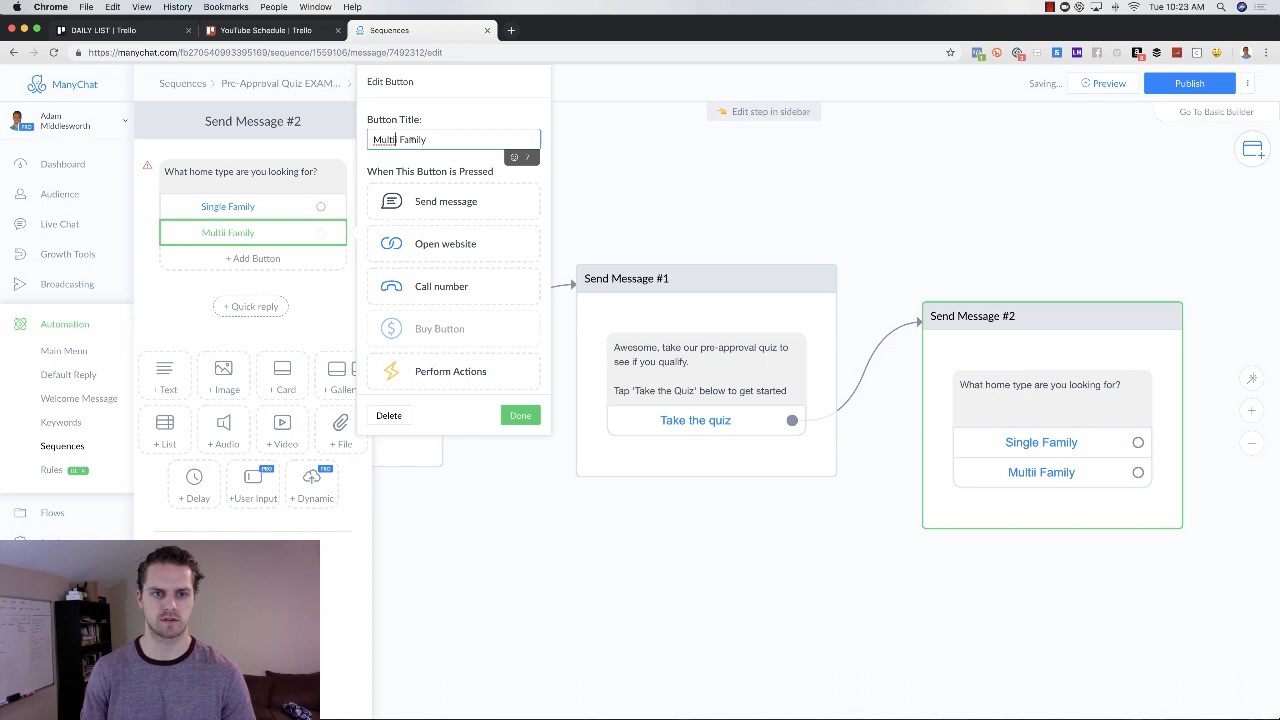 Chrome File Edit View History Bookmarks People Window Help
Tue 10:23 AM
DAILY LIST | Trello
YouTube Schedule | Trello
Sequences
https://manychat.com/fb270540993395169/sequence/1559106/message/7492312/edit
ManyChat
Sequences
Pre-Approval Quiz EXAM...
Edit Button
Saving...
Preview
Publish
Adam
Middlesworth
PRO
Send Message #2
Button Title:
Edit step in sidebar
Go To Basic Builder
Multii Family
7
Dashboard
Audience
Live Chat
Growth Tools
Broadcasting
Automation
Main Menu
Default Reply
Welcome Message
Keywords
Sequences
Rules
Flows
What home type are you looking for?
Single Family
Multii Family
+ Add Button
+ Quick reply
+ Text
+ Image
+ Card
+ Galler
+ List
+ Audio
+ Video
+ File
+ Delay
PRO
+User Input
PRO
+ Dynamic
When This Button is Pressed
Send message
Open website
Call number
Buy Button
Perform Actions
Delete
Done
Send Message #1
Awesome, take our pre-approval quiz to
see if you qualify.
Tap 'Take the Quiz' below to get started
Take the quiz
Send Message #2
What home type are you looking for?
Single Family
Multii Family